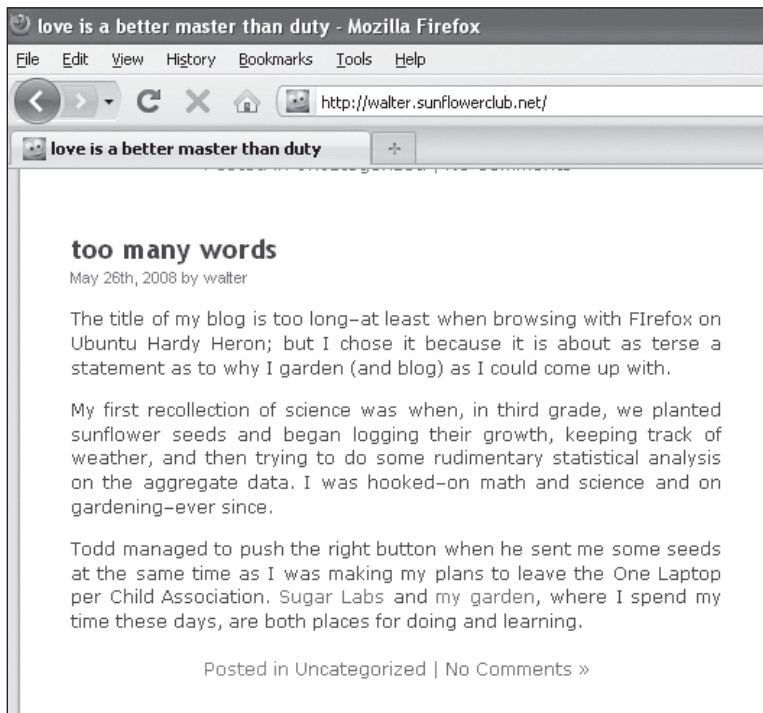 love is a better master than duty - Mozilla Firefox
File Edit View History Bookmarks Tools Help
http://walter.sunflowerclub.net/
love is a better master than duty
Posted in Uncategorized | No Comments »
too many words
May 26th, 2008 by walter
The title of my blog is too long–at least when browsing with FIrefox on
Ubuntu Hardy Heron; but I chose it because it is about as terse a
statement as to why I garden (and blog) as I could come up with.
My first recollection of science was when, in third grade, we planted
sunflower seeds and began logging their growth, keeping track of
weather, and then trying to do some rudimentary statistical analysis
on the aggregate data. I was hooked–on math and science and on
gardening–ever since.
Todd managed to push the right button when he sent me some seeds
at the same time as I was making my plans to leave the One Laptop
per Child Association. Sugar Labs and my garden, where I spend my
time these days, are both places for doing and learning.
Posted in Uncategorized | No Comments »